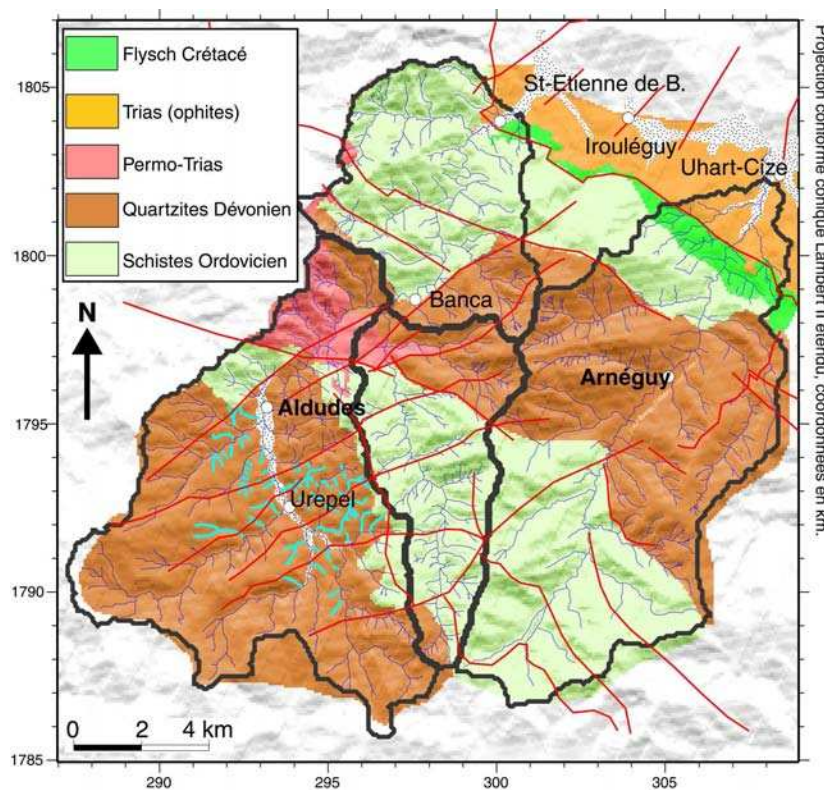 Flysch Crétacé
Trias (ophites)
Permo-Trias
Quartzites Dévonien
Schistes Ordovicien
St-Etienne de B.
Irouléguy
Uhart-Cize
Banca
Arnéguy
Aldudes
Urepel
N
0 2 4 km
1805
1800
1795
1790
1785
290 295 300 305
Projection conforme conique Lambert II étendu, coordonnées en km.